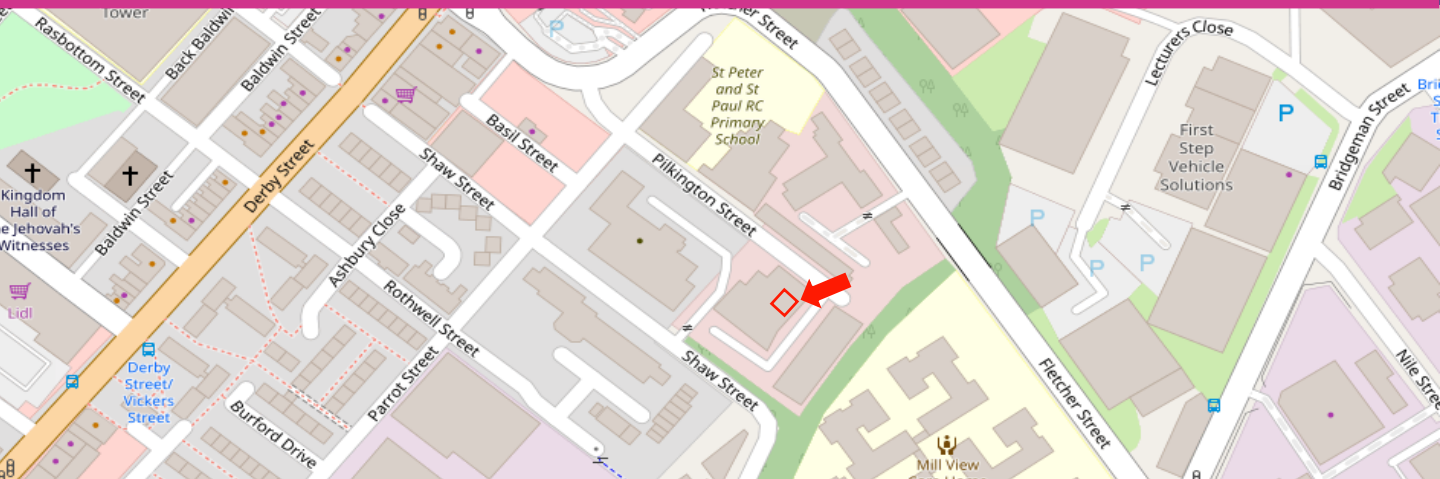 Tower
Rasbottom Street
Back Baldwin
Baldwin Street
Derby Street
Kingdom
Hall of
Jehovah's
Witnesses
Baldwin Street
Lidl
Derby
Street/
Vickers
Street
Basil Street
Shaw Street
Ashbury Close
Rothwell Street
Parrot Street
Burford Drive
P
Street
St Peter
and St
Paul RC
Primary
School
Pilkington Street
Shaw Street
Fletcher Street
Mill View
Lecturers Close
First
Step
Vehicle
Solutions
P
P
P
P
Bridgeman Street
Nile Street